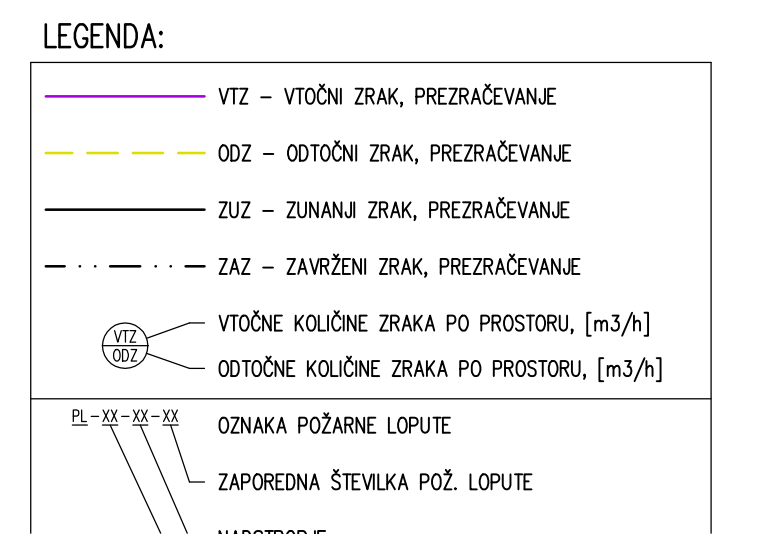 LEGENDA:
VTZ – VTOČNI ZRAK, PREZRAČEVANJE
ODZ – ODTOČNI ZRAK, PREZRAČEVANJE
ZUZ – ZUNANJI ZRAK, PREZRAČEVANJE
ZAZ – ZAVRŽENI ZRAK, PREZRAČEVANJE
VTZ VTOČNE KOLIČINE ZRAKA PO PROSTORU, [m3/h]
ODZ ODTOČNE KOLIČINE ZRAKA PO PROSTORU, [m3/h]
PL–XX–XX–XX OZNAKA POŽARNE LOPUTE
ZAPOREDNA ŠTEVILKA POŽ. LOPUTE